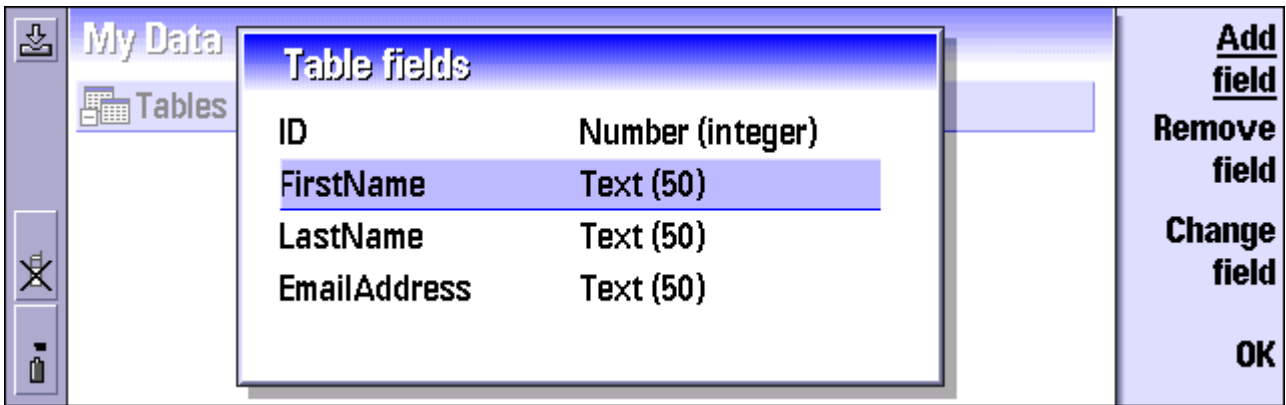 My Data
Tables
Table fields
ID Number (integer)
FirstName Text (50)
LastName Text (50)
EmailAddress Text (50)
Add
field
Remove
field
Change
field
OK